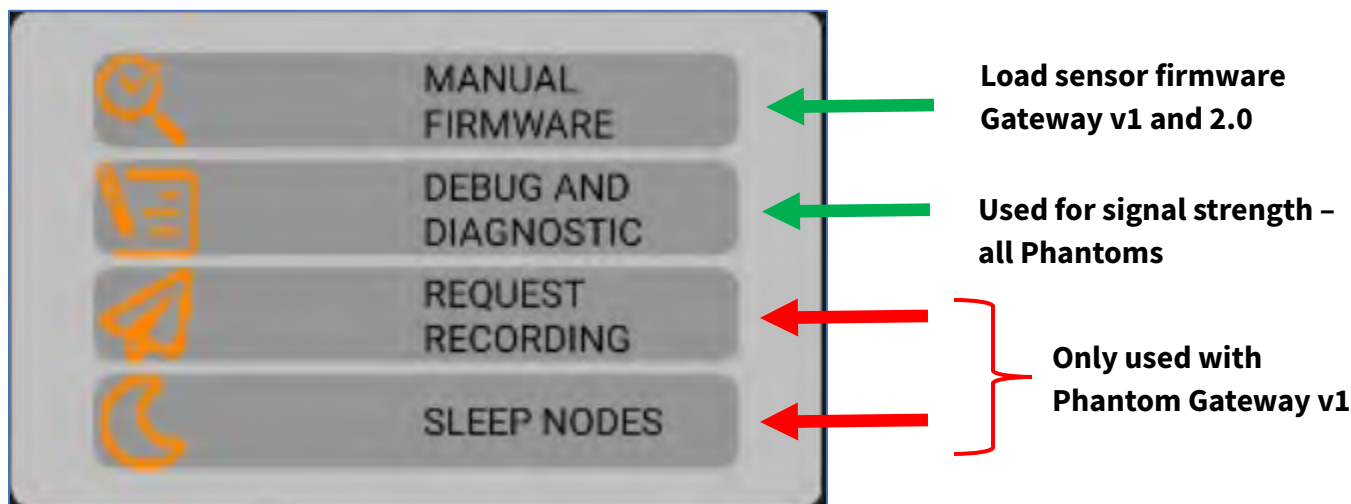 MANUAL
FIRMWARE
Load sensor firmware
Gateway v1 and 2.0
DEBUG AND
DIAGNOSTIC
Used for signal strength –
all Phantoms
REQUEST
RECORDING
SLEEP NODES
Only used with
Phantom Gateway v1